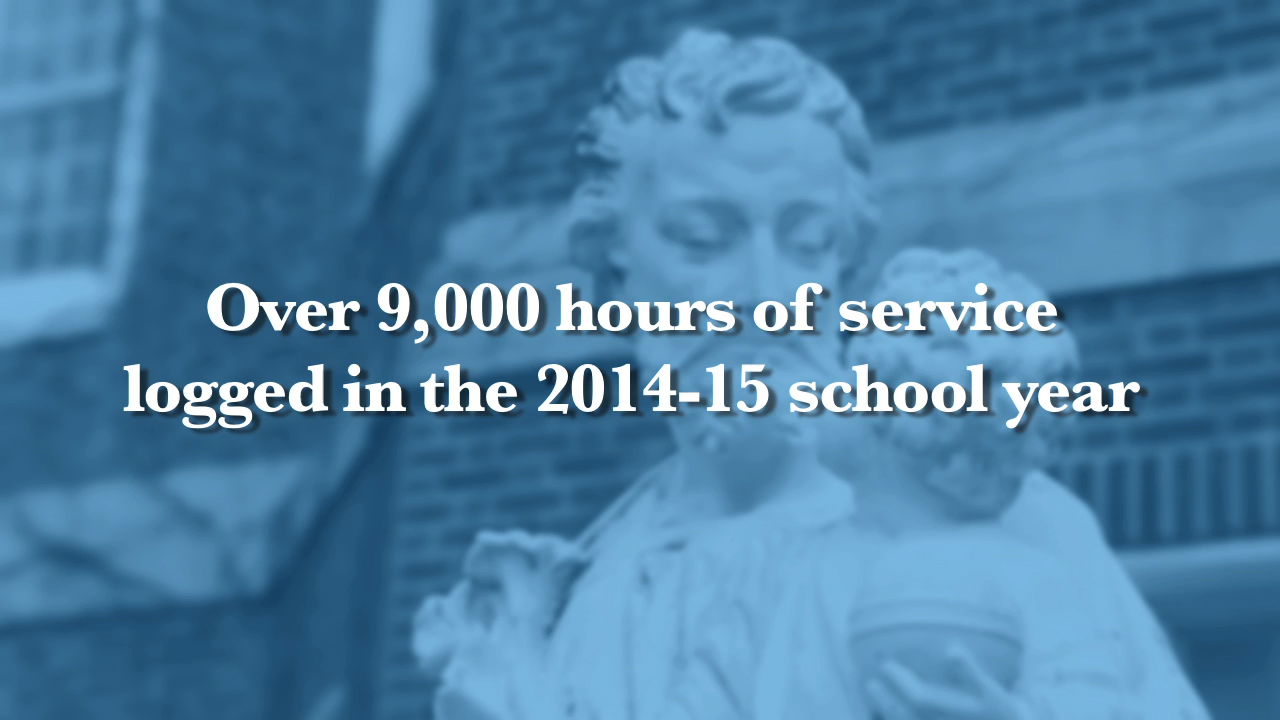 Over 9,000 hours of service
logged in the 2014-15 school year